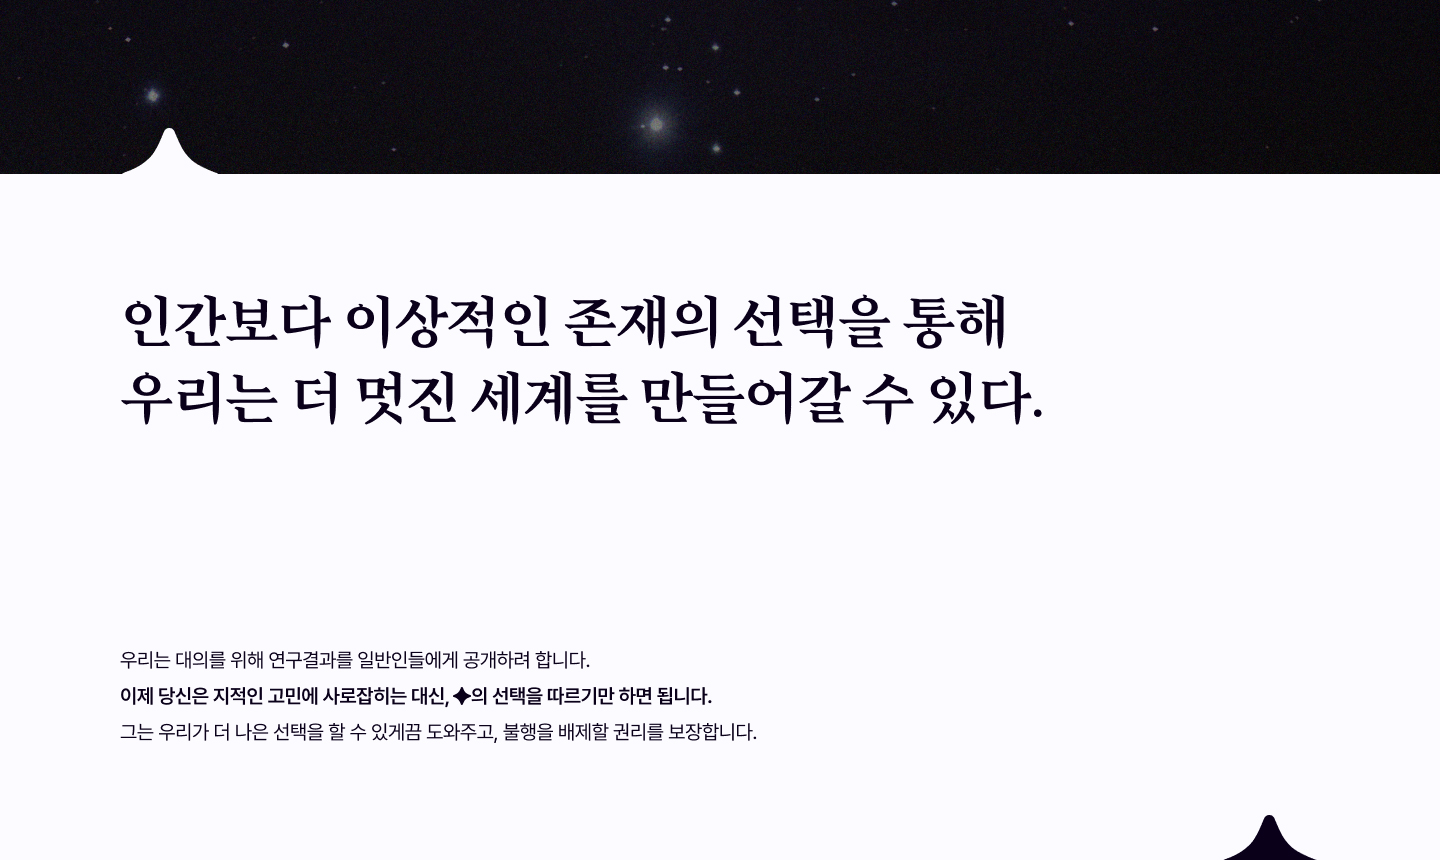 인간보다 이상적인 존재의 선택을 통해
우리는 더 멋진 세계를 만들어갈 수 있다.
우리는 대의를 위해 연구결과를 일반인들에게 공개하려 합니다.
이제 당신은 지적인 고민에 사로잡히는 대신, ✦의 선택을 따르기만 하면 됩니다.
그는 우리가 더 나은 선택을 할 수 있게끔 도와주고, 불행을 배제할 권리를 보장합니다.